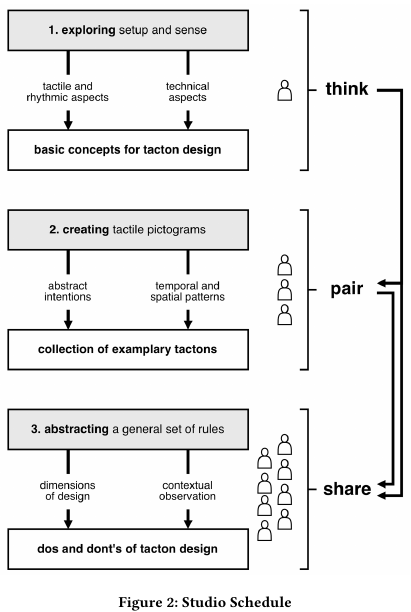 1. exploring setup and sense
tactile and
rhythmic aspects
technical
aspects
think
basic concepts for tacton design
2. creating tactile pictograms
abstract
intentions
temporal and
spatial patterns
pair
collection of examplary tactons
3. abstracting a general set of rules
dimensions
of design
contextual
observation
share
dos and dont's of tacton design
Figure 2: Studio Schedule